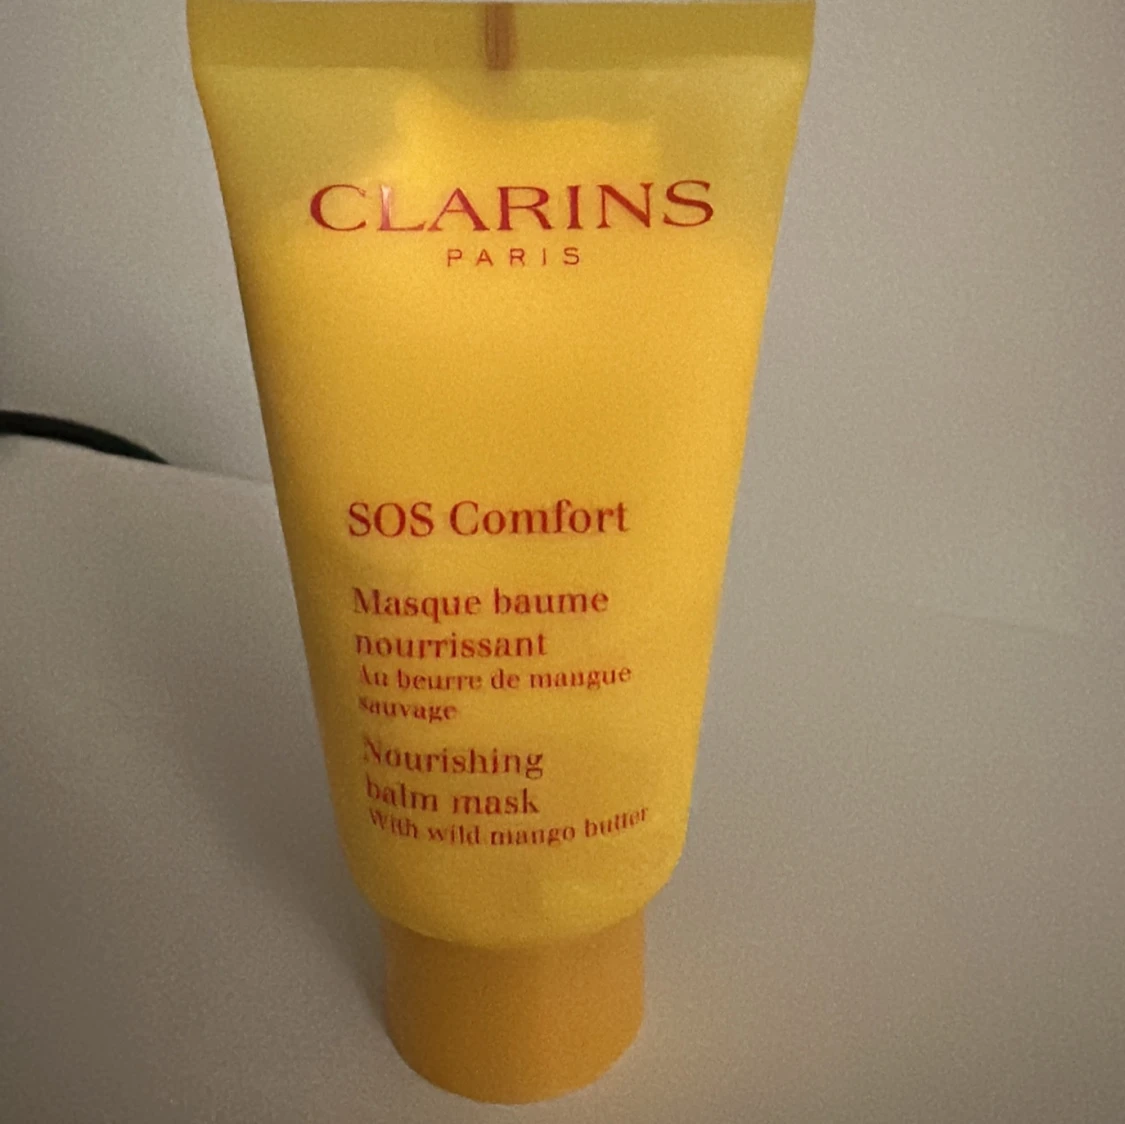 CLARINS
PARIS
SOS Comfort
Masque baume
nourrissant
Au beurre de mangue
sauvage
Nourishing
balm mask
With wild mango butter